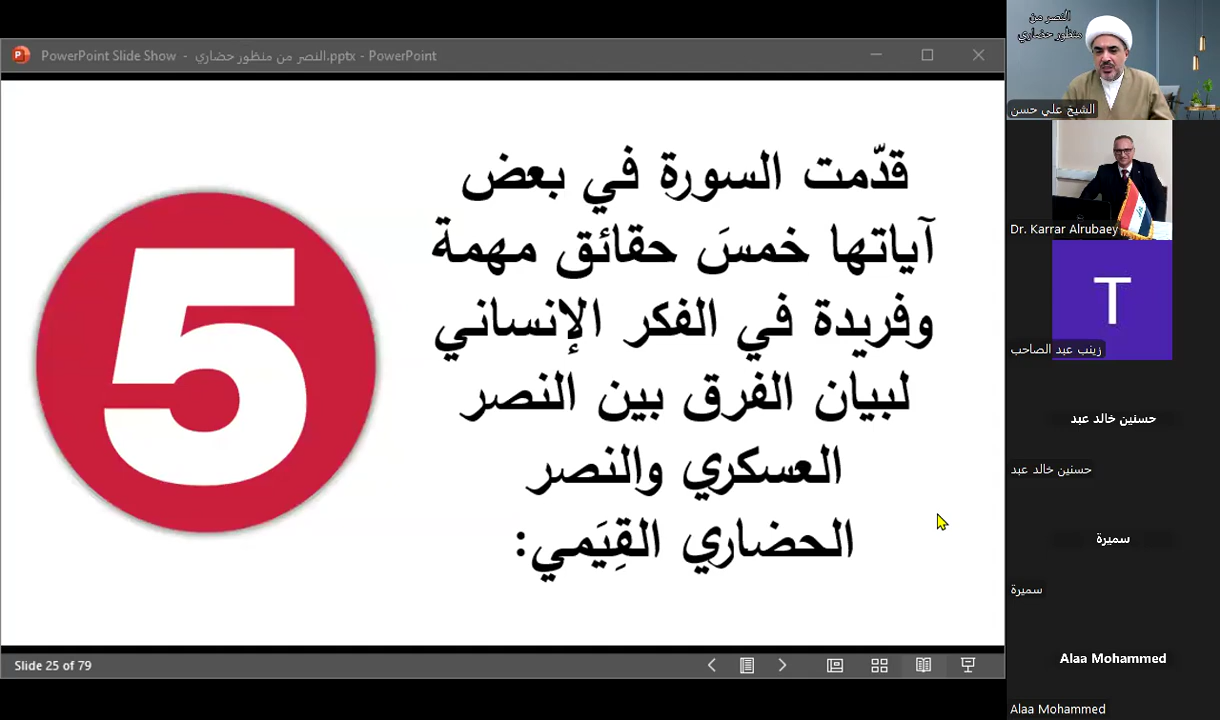 PowerPoint Slide Show - النصر من منظور حضاري.pptx - PowerPoint
قدّمت السورة في بعض
آياتها خمسَ حقائق مهمة
وفريدة في الفكر الإنساني
لبيان الفرق بين النصر
العسكري والنصر
الحضاري القِيَمي:
5
Slide 25 of 79
النصر من
منظور حضاري
الشيخ علي حسن
Dr. Karrar Alrubaey
T
زينب عبد الصاحب
حسنين خالد عبد
حسنين خالد عبد
سميرة
سميرة
Alaa Mohammed
Alaa Mohammed